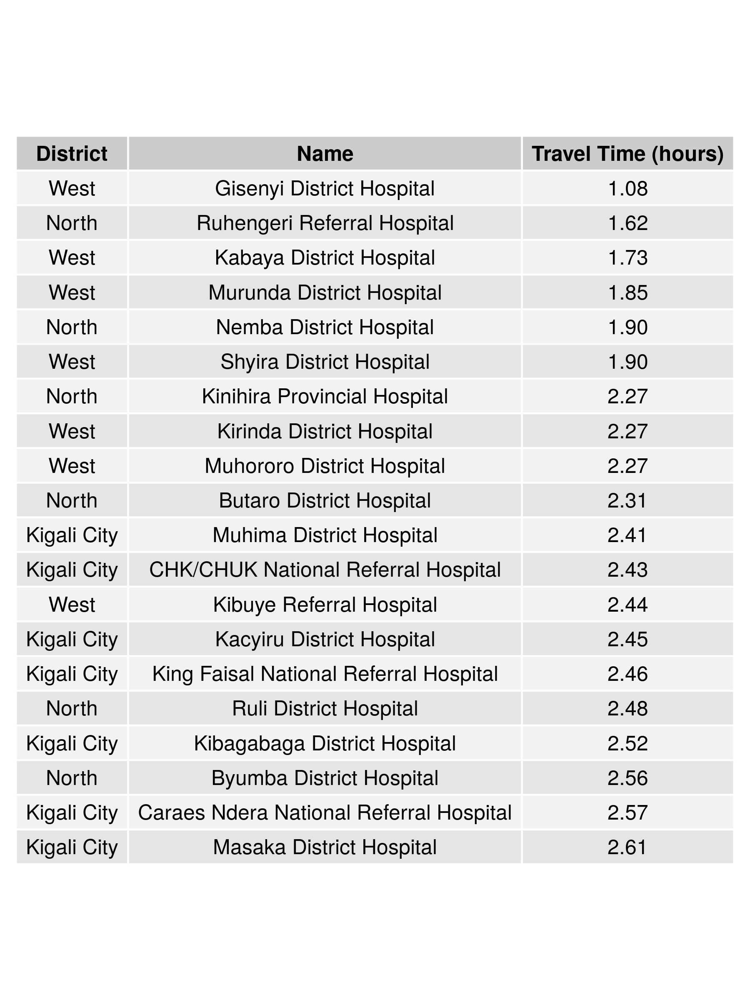 District Name Travel Time (hours)
West Gisenyi District Hospital 1.08
North Ruhengeri Referral Hospital 1.62
West Kabaya District Hospital 1.73
West Murunda District Hospital 1.85
North Nemba District Hospital 1.90
West Shyira District Hospital 1.90
North Kinihira Provincial Hospital 2.27
West Kirinda District Hospital 2.27
West Muhororo District Hospital 2.27
North Butaro District Hospital 2.31
Kigali City Muhima District Hospital 2.41
Kigali City CHK/CHUK National Referral Hospital 2.43
West Kibuye Referral Hospital 2.44
Kigali City Kacyiru District Hospital 2.45
Kigali City King Faisal National Referral Hospital 2.46
North Ruli District Hospital 2.48
Kigali City Kibagabaga District Hospital 2.52
North Byumba District Hospital 2.56
Kigali City Caraes Ndera National Referral Hospital 2.57
Kigali City Masaka District Hospital 2.61